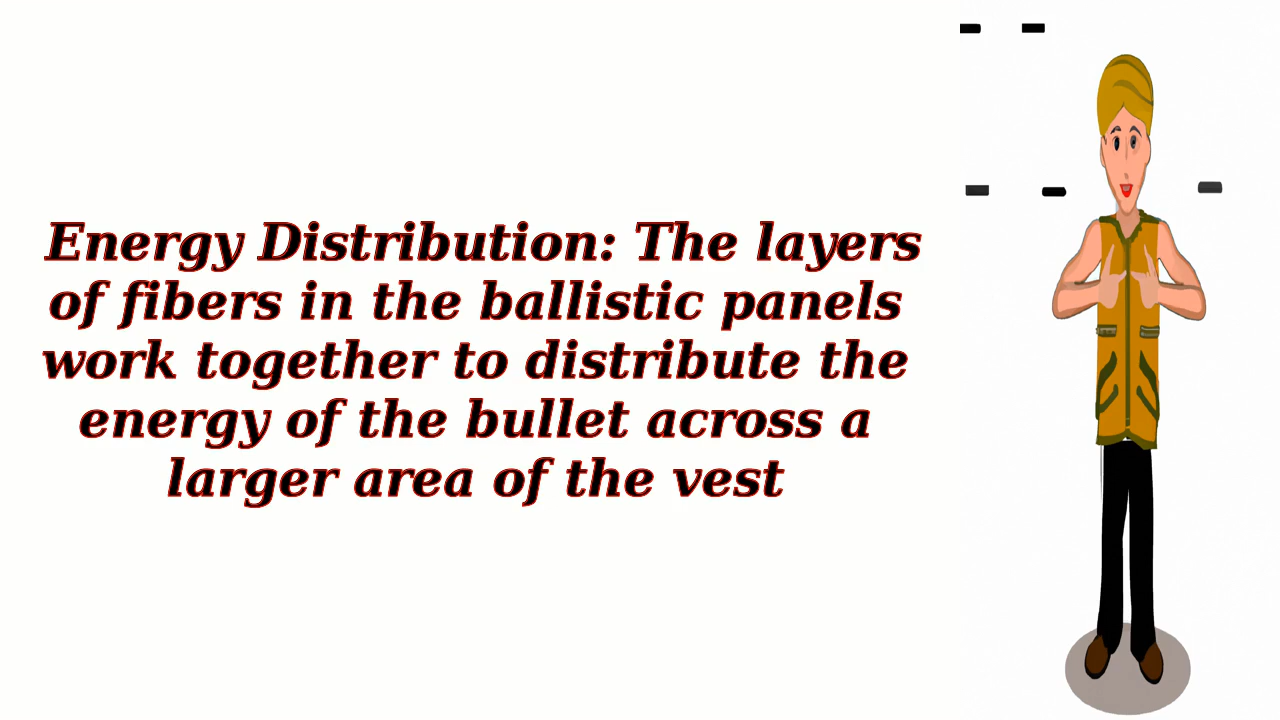 Energy Distribution: The layers
of fibers in the ballistic panels
work together to distribute the
energy of the bullet across a
larger area of the vest